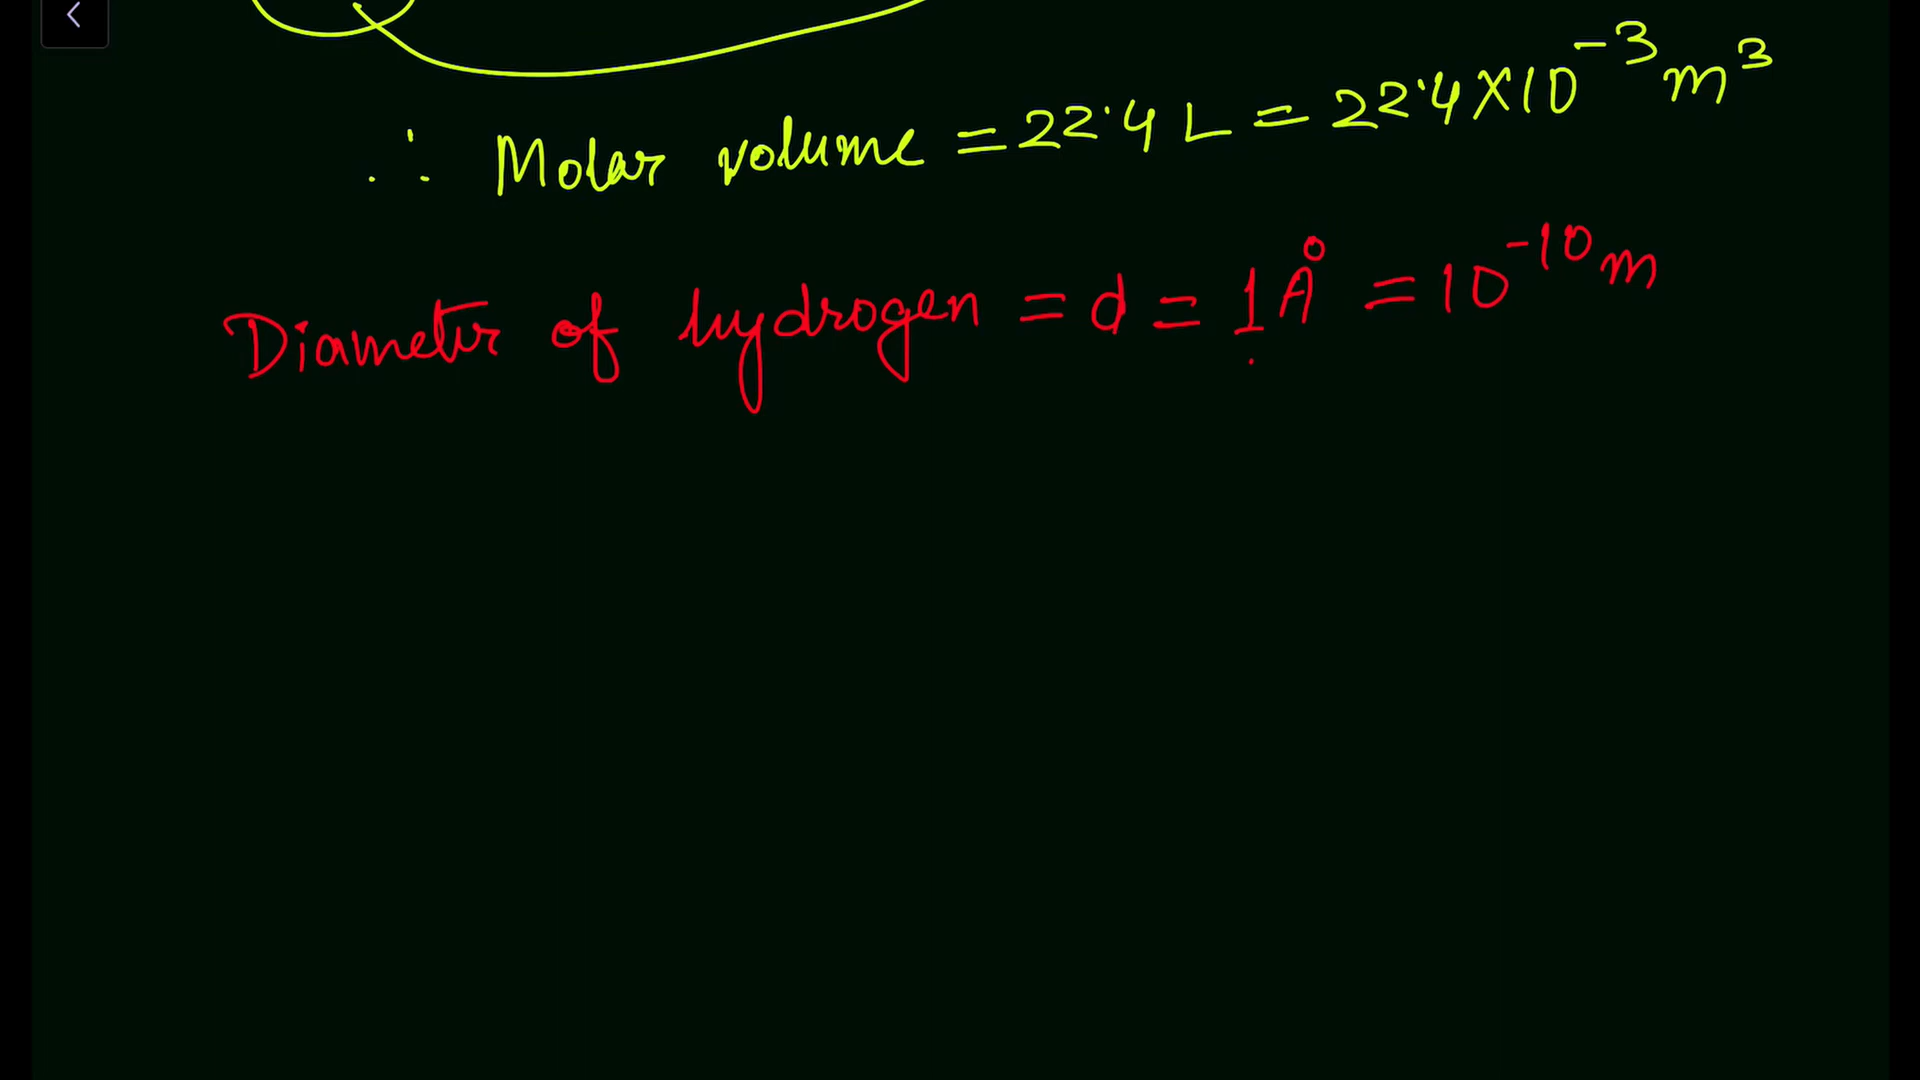 ∴ Molar volume = 22.4 L = 22.4 × 10⁻³ m³
Diameter of hydrogen = d = 1 Å = 10⁻¹⁰ m